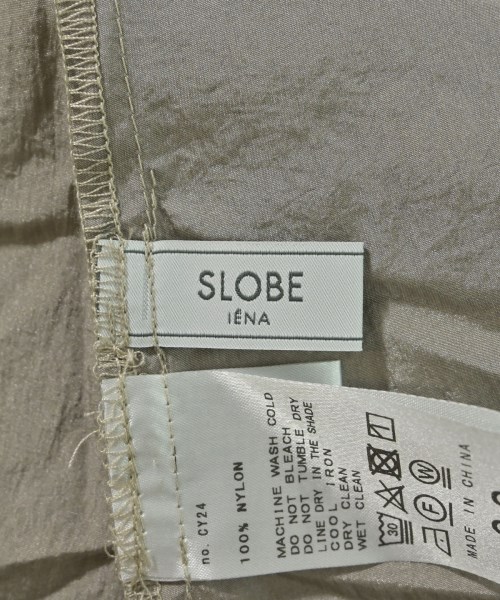 SLOBE
IÉNA
no. CY24
100% NYLON
MACHINE WASH COLD
DO NOT BLEACH
DO NOT TUMBLE DRY
LINE DRY IN THE SHADE
COOL IRON
DRY CLEAN
WET CLEAN
30
F
W
MADE IN CHINA